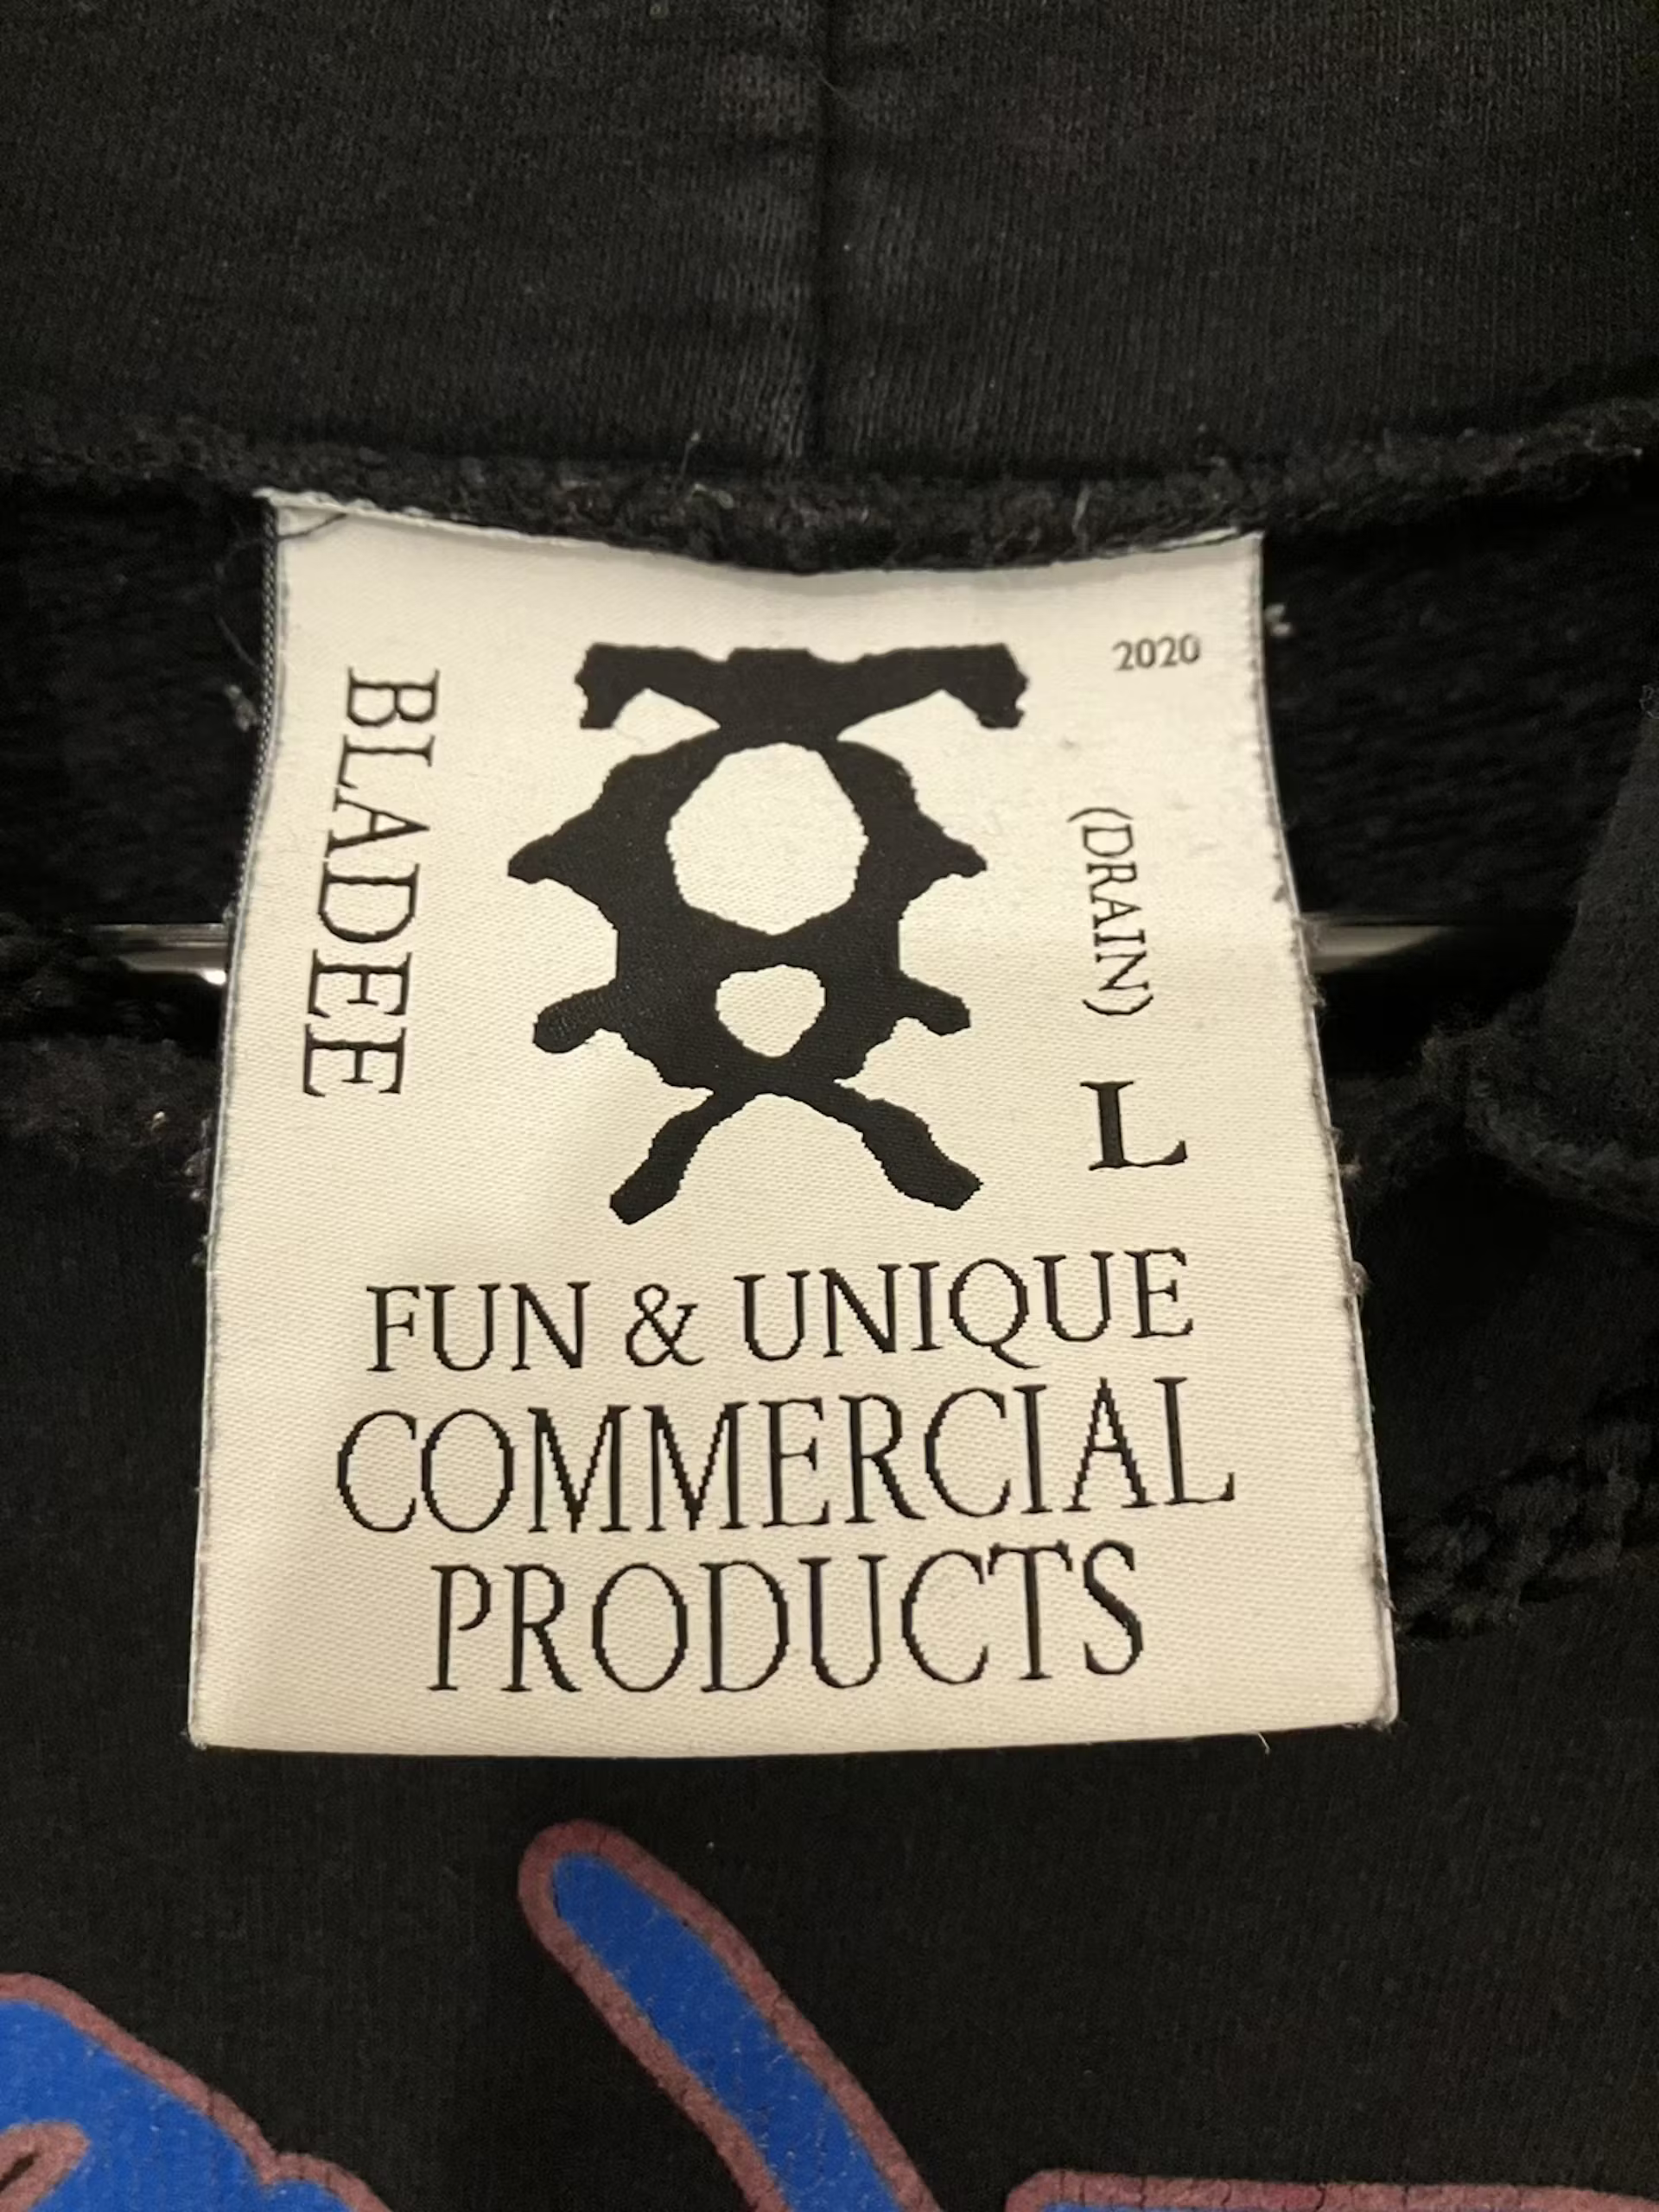 2020
BLADEE
(DRAIN)
L
FUN & UNIQUE
COMMERCIAL
PRODUCTS